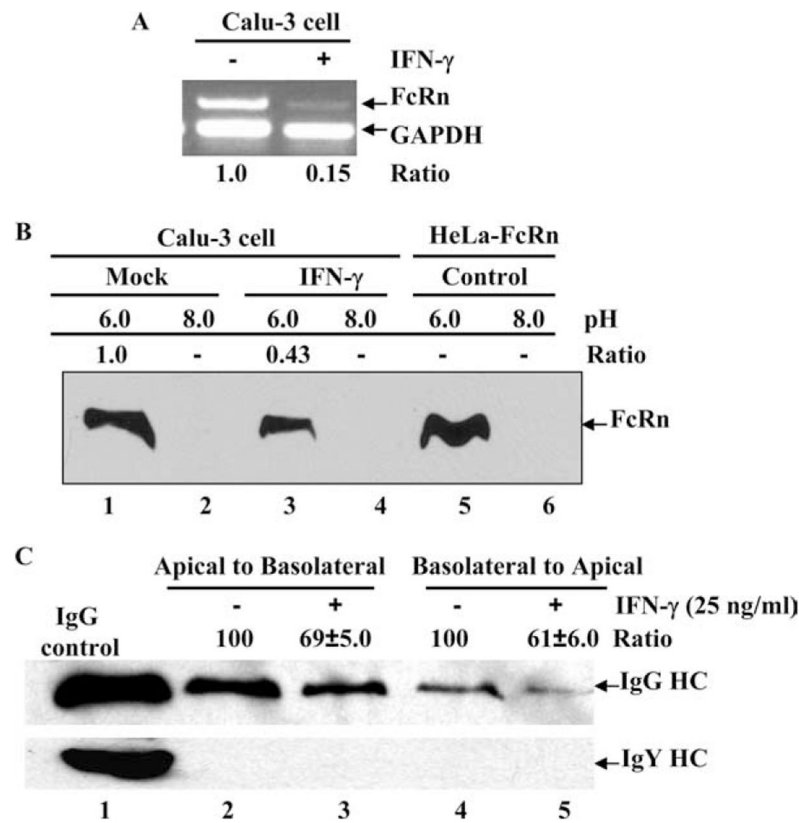 A
Calu-3 cell
- + IFN-γ
FcRn
GAPDH
1.0 0.15 Ratio
B
Calu-3 cell HeLa-FcRn
Mock IFN-γ Control
6.0 8.0 6.0 8.0 6.0 8.0 pH
1.0 - 0.43 - - - Ratio
FcRn
1 2 3 4 5 6
C
Apical to Basolateral Basolateral to Apical
- + - + IFN-γ (25 ng/ml)
IgG control
100 69±5.0 100 61±6.0 Ratio
IgG HC
IgY HC
1 2 3 4 5